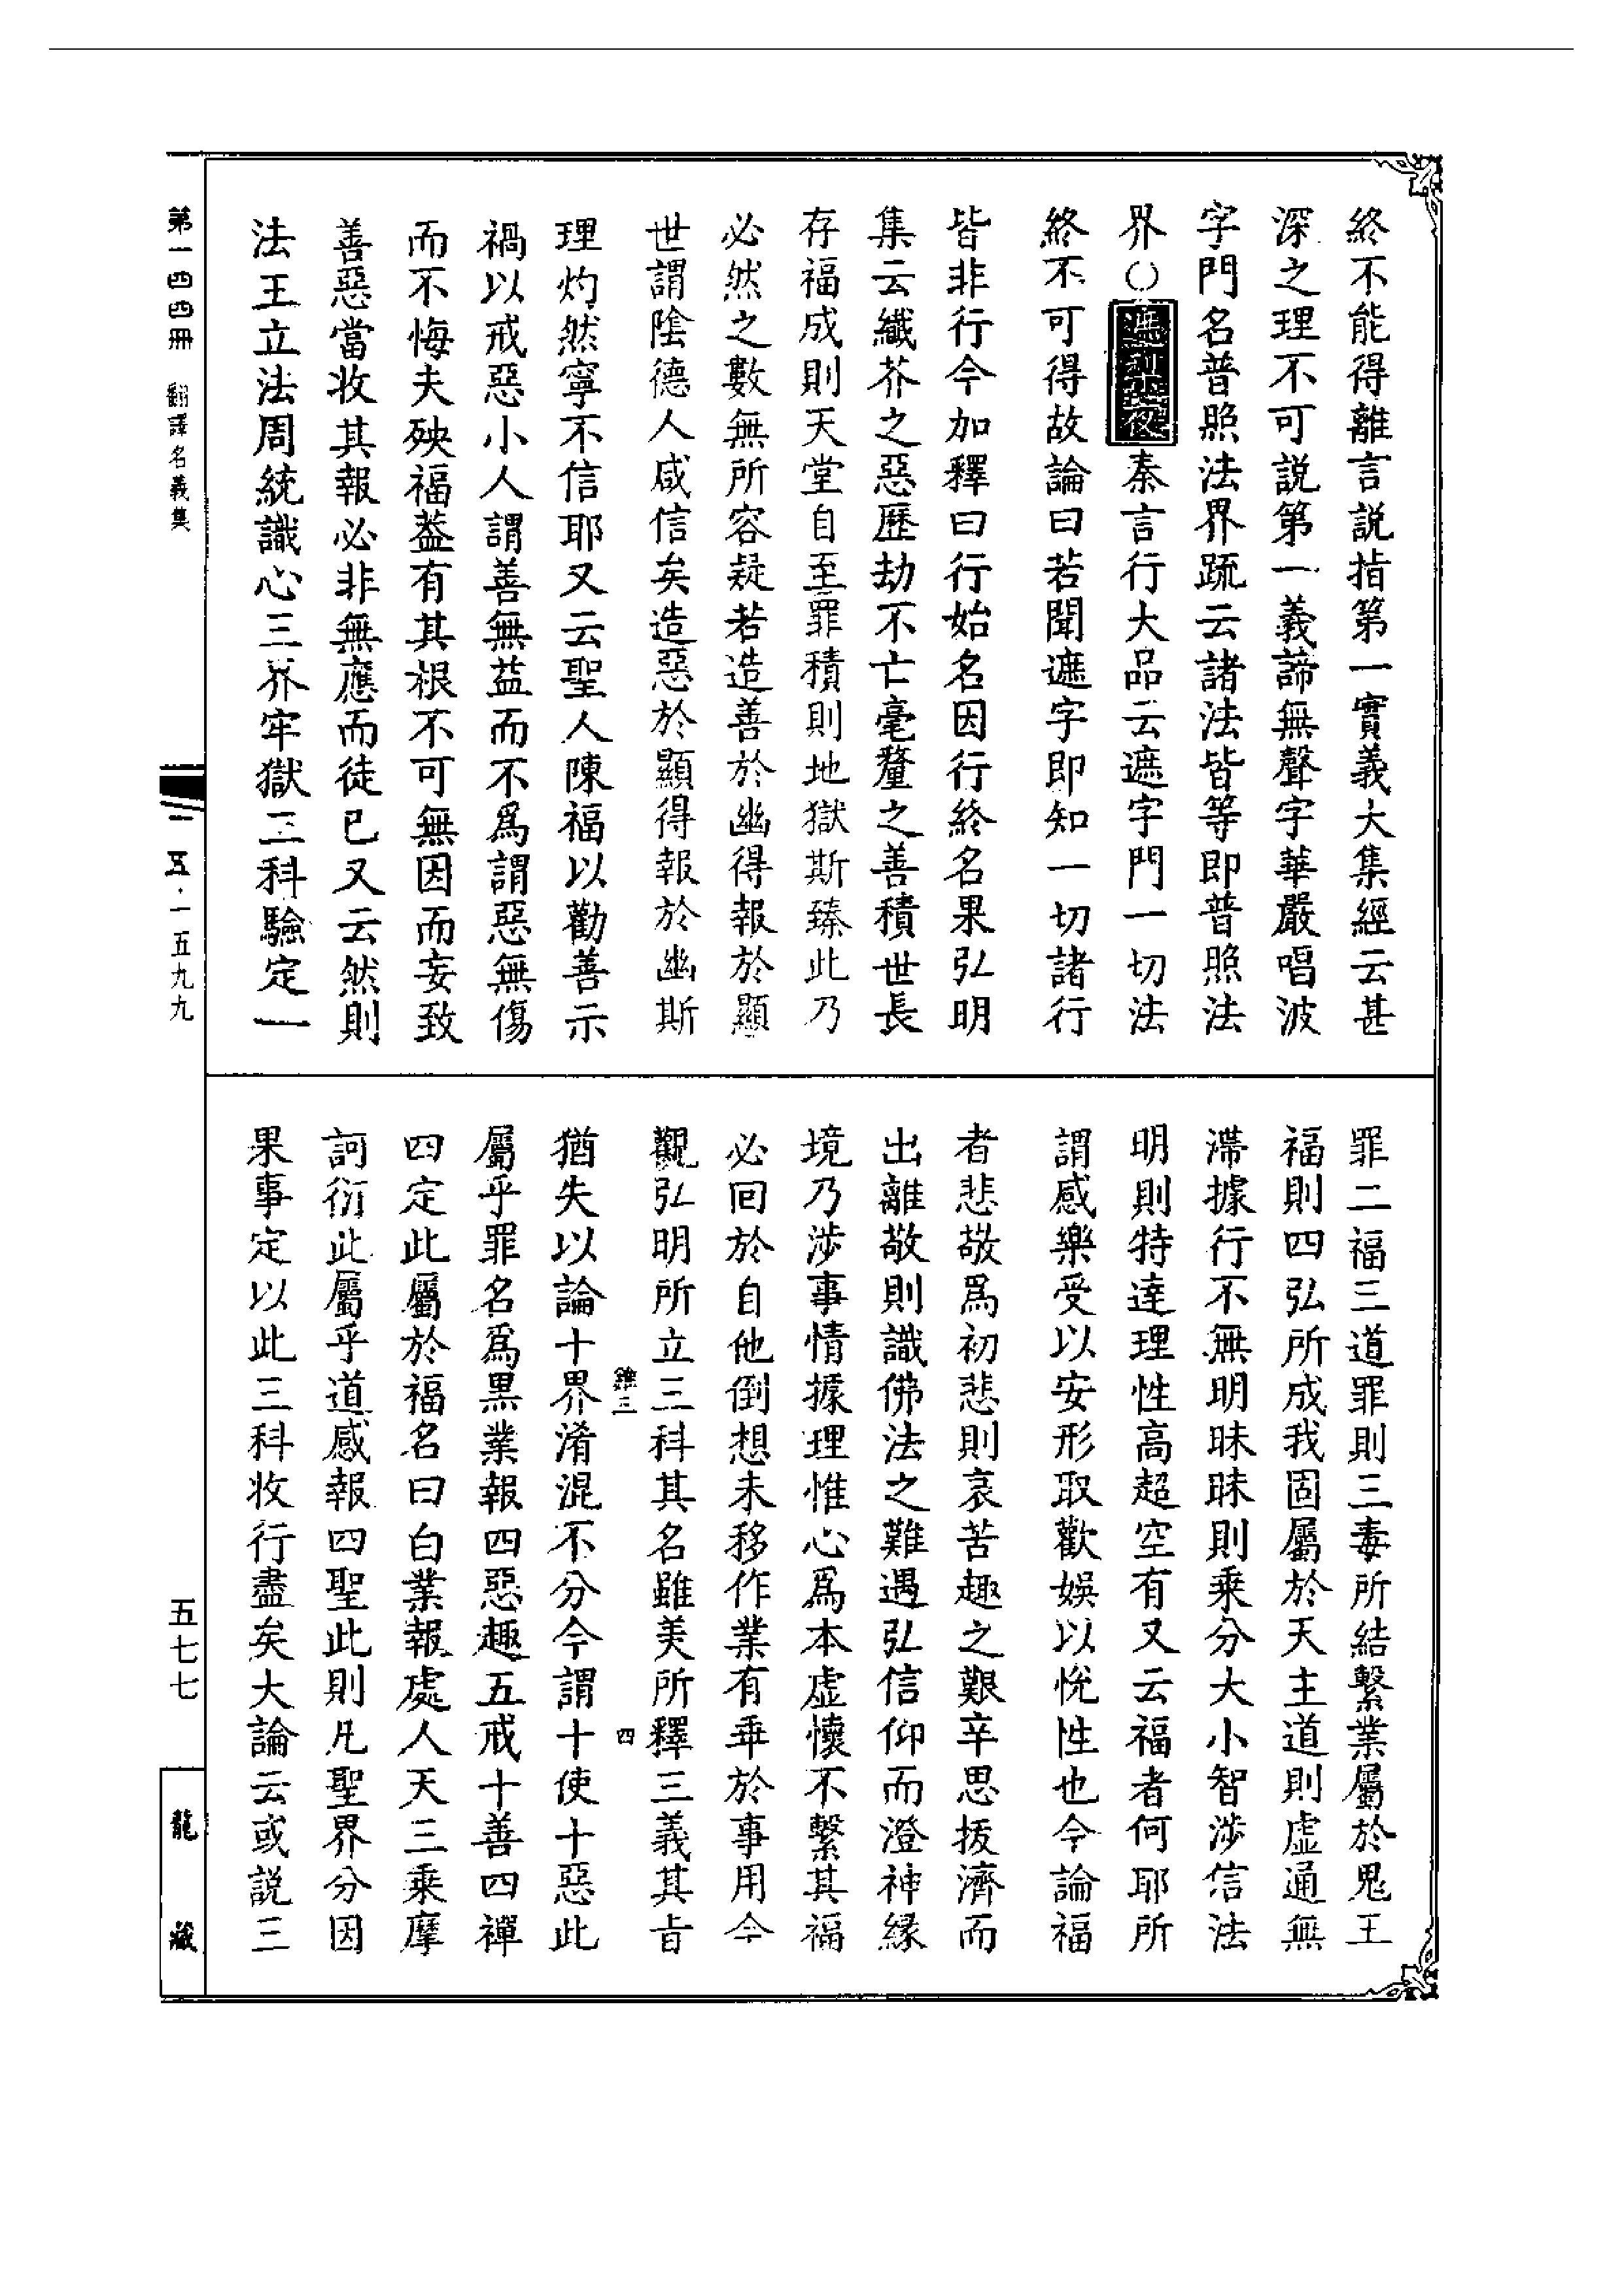 終不能得離言説指第一實義大集經云甚
深之理不可説第一義諦無聲字華嚴唱波
字門名普照法界䟽云諸法皆等即普照法
界○遮利夜秦言行大品云遮字門一切法
終不可得故論曰若聞遮字即知一切諸行
皆非行今加釋曰行始名因行終名果弘明
集云纖芥之惡歷劫不亡毫釐之善積世長
存福成則天堂自至罪積則地獄斯臻此乃
必然之數無所容疑若造善於幽得報於顯
世謂陰德人咸信矣造惡於顯得報於幽斯
理灼然寧不信耶又云聖人陳福以勸善示
禍以戒惡小人謂善無益而不爲謂惡無傷
而不悔夫殃福葢有其根不可無因而妄致
善惡當收其報必非無應而徒已又云然則
法王立法周統識心三界牢獄三科驗定一
罪二福三道罪則三毒所結繫業屬於鬼王
福則四弘所成我固屬於天主道則虛通無
滯據行不無明昧昧則乘分大小智涉信法
明則特達理性高超空有又云福者何耶所
謂感樂受以安形取歡娛以悅性也今論福
者悲敬爲初悲則哀苦趣之艱辛思拔濟而
出離敬則識佛法之難遇弘信仰而澄神緣
境乃涉事情據理惟心爲本虛懷不繫其福
必回於自他倒想未移作業有乖於事用今
觀弘明所立三科其名雖美所釋三義其旨
雜三 四
猶失以論十界淆混不分今謂十使十惡此
屬乎罪名爲黒業報四惡趣五戒十善四禪
四定此屬於福名曰白業報處人天三乘摩
訶衍此屬乎道感報四聖此則凡聖界分因
果事定以此三科收行盡矣大論云或説三
第一四四冊 翻譯名義集
二五·一五九九
五七七
龍藏